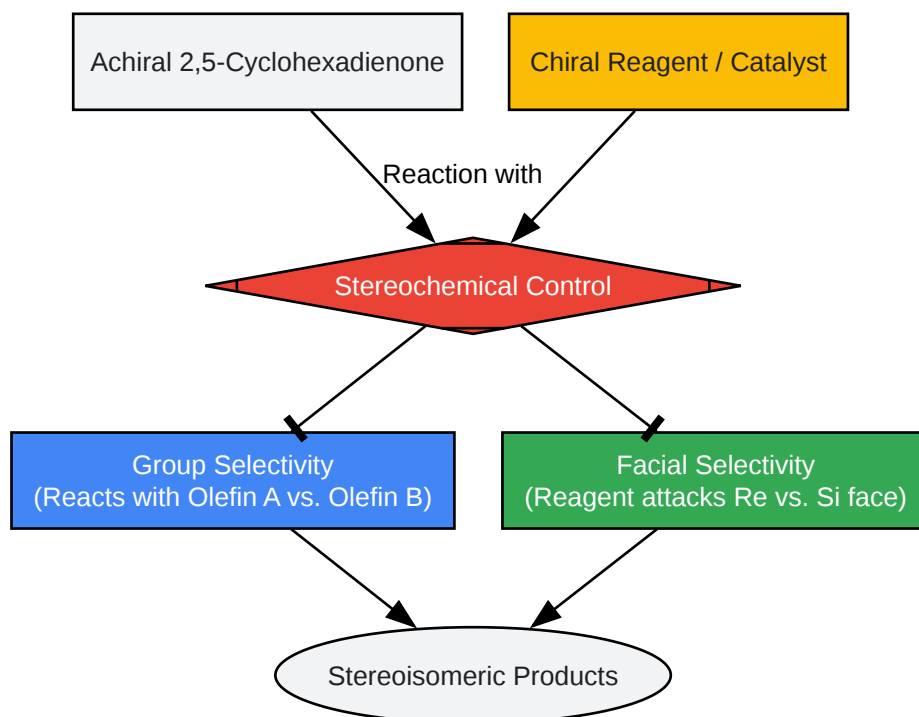 Achiral 2,5-Cyclohexadienone
Chiral Reagent / Catalyst
Reaction with
Stereochemical Control
Group Selectivity
(Reacts with Olefin A vs. Olefin B)
Facial Selectivity
(Reagent attacks Re vs. Si face)
Stereoisomeric Products